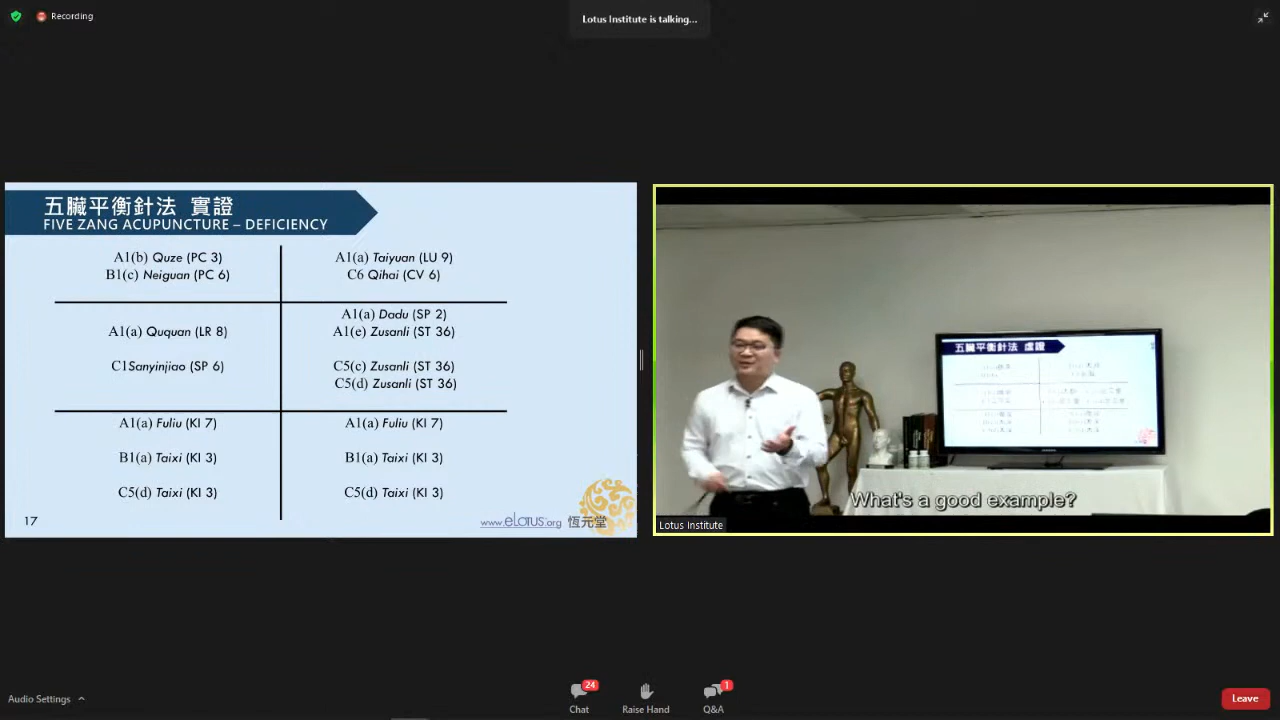 Recording
Lotus Institute is talking...
五臟平衡針法 實證
FIVE ZANG ACUPUNCTURE – DEFICIENCY
A1(b) Quze (PC 3)
B1(c) Neiguan (PC 6)
A1(a) Taiyuan (LU 9)
C6 Qihai (CV 6)
A1(a) Ququan (LR 8)
C1Sanyinjiao (SP 6)
A1(a) Dadu (SP 2)
A1(e) Zusanli (ST 36)
C5(c) Zusanli (ST 36)
C5(d) Zusanli (ST 36)
A1(a) Fuliu (KI 7)
B1(a) Taixi (KI 3)
C5(d) Taixi (KI 3)
A1(a) Fuliu (KI 7)
B1(a) Taixi (KI 3)
C5(d) Taixi (KI 3)
17
www.eLotus.org 恆元堂
五臟平衡針法 虛證
What's a good example?
Lotus Institute
Audio Settings
24
Chat
Raise Hand
1
Q&A
Leave